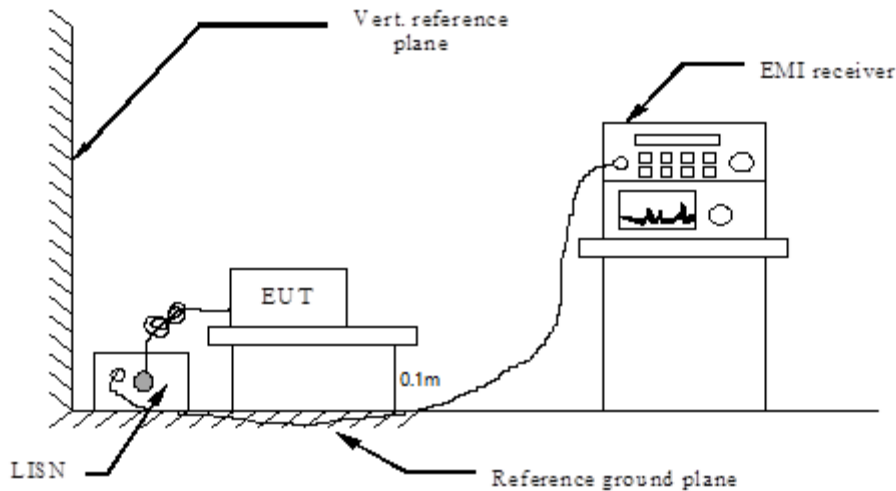 Vert. reference
plane
EMI receiver
EUT
0.1m
LISN
Reference ground plane